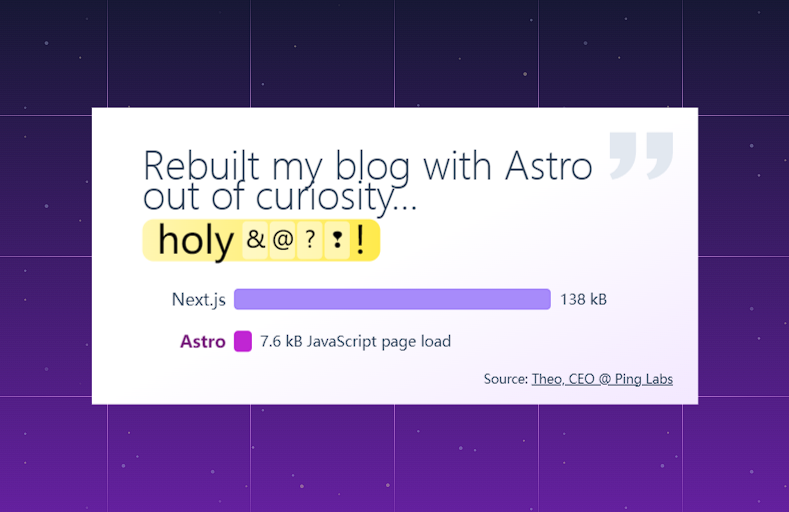 Rebuilt my blog with Astro
out of curiosity...
holy &@?❢!
Next.js 138 kB
Astro 7.6 kB JavaScript page load
Source: Theo, CEO @ Ping Labs